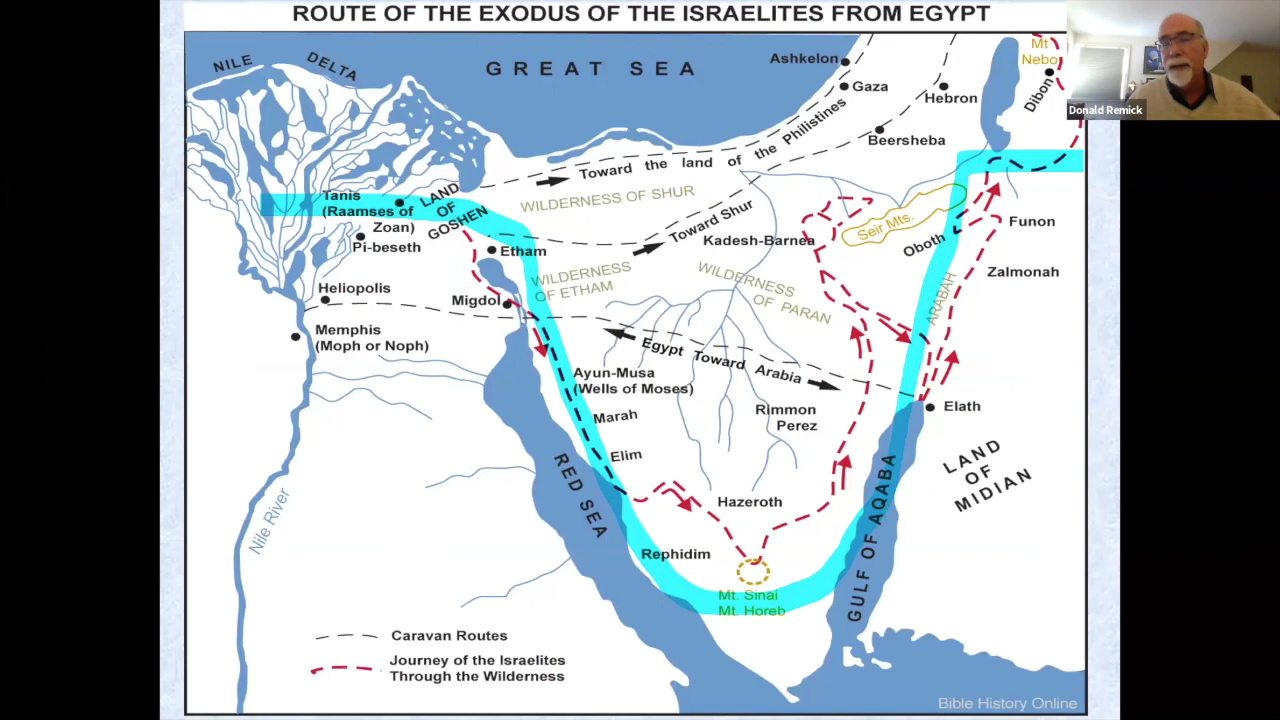 ROUTE OF THE EXODUS OF THE ISRAELITES FROM EGYPT
NILE DELTA
GREAT SEA
Ashkelon
Gaza
Hebron
Mt
Nebo
Dibon
Donald Remick
Beersheba
Toward the land of the Philistines
WILDERNESS OF SHUR
Toward Shur
Tanis
(Raamses of
Zoan)
LAND
OF
GOSHEN
Pi-beseth
Etham
Kadesh-Barnea
Seir Mts.
Oboth
Funon
Zalmonah
WILDERNESS
OF ETHAM
WILDERNESS
OF PARAN
ARABAH
Heliopolis
Migdol
Memphis
(Moph or Noph)
Egypt Toward Arabia
Ayun-Musa
(Wells of Moses)
Marah
Elim
Rimmon
Perez
Elath
LAND
OF
MIDIAN
RED SEA
Hazeroth
Nile River
Rephidim
GULF OF AQABA
Mt. Sinai
Mt. Horeb
Caravan Routes
Journey of the Israelites
Through the Wilderness
Bible History Online